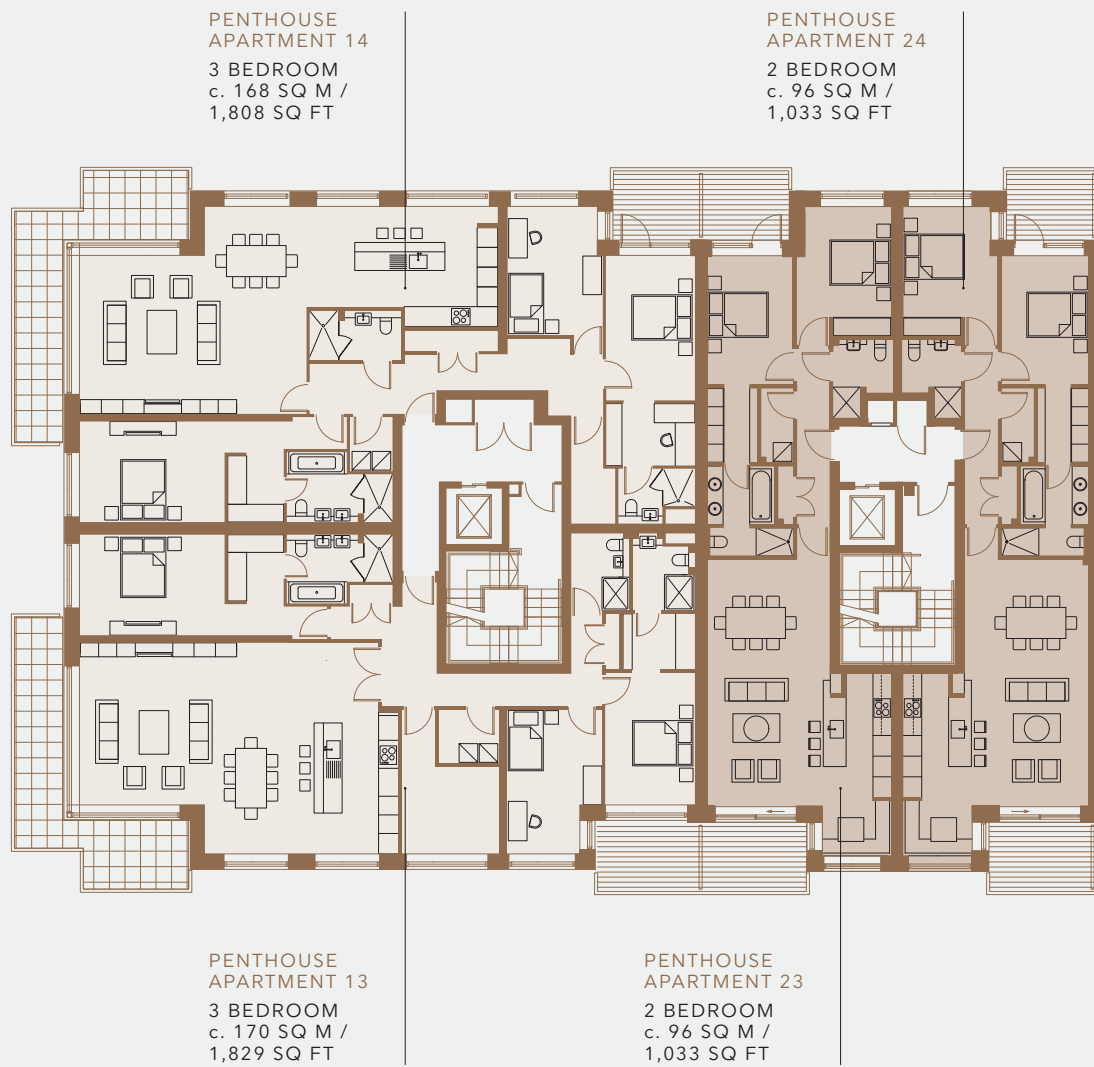 PENTHOUSE
APARTMENT 14
3 BEDROOM
c. 168 SQ M /
1,808 SQ FT
PENTHOUSE
APARTMENT 24
2 BEDROOM
c. 96 SQ M /
1,033 SQ FT
PENTHOUSE
APARTMENT 13
3 BEDROOM
c. 170 SQ M /
1,829 SQ FT
PENTHOUSE
APARTMENT 23
2 BEDROOM
c. 96 SQ M /
1,033 SQ FT